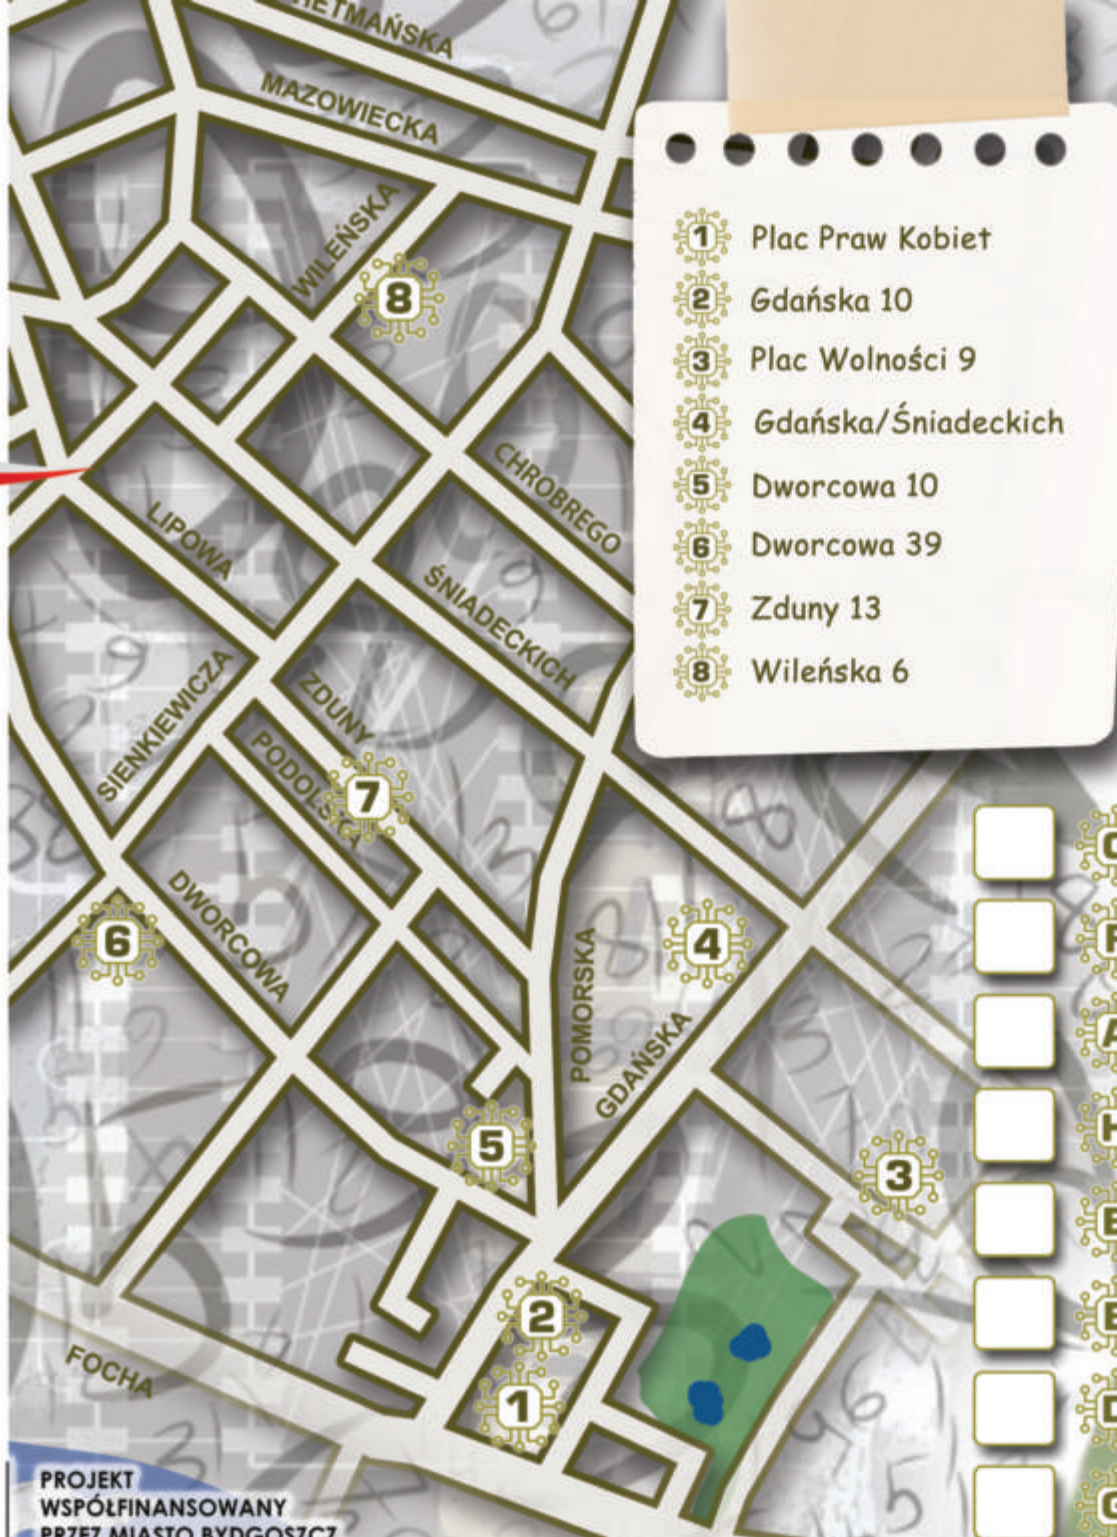 HETMAŃSKA
MAZOWIECKA
WILEŃSKA
8
1 Plac Praw Kobiet
2 Gdańska 10
3 Plac Wolności 9
4 Gdańska/Śniadeckich
5 Dworcowa 10
6 Dworcowa 39
7 Zduny 13
8 Wileńska 6
CHROBREGO
LIPOWA
ŚNIADECKICH
SIENKIEWICZA
ZDUNY
PODOLSKA
7
DWORCOWA
6
4
POMORSKA
GDAŃSKA
5
3
2
1
FOCHA
A
H
PROJEKT
WSPÓŁFINANSOWANY
PRZEZ MIASTO BYDGOSZCZ